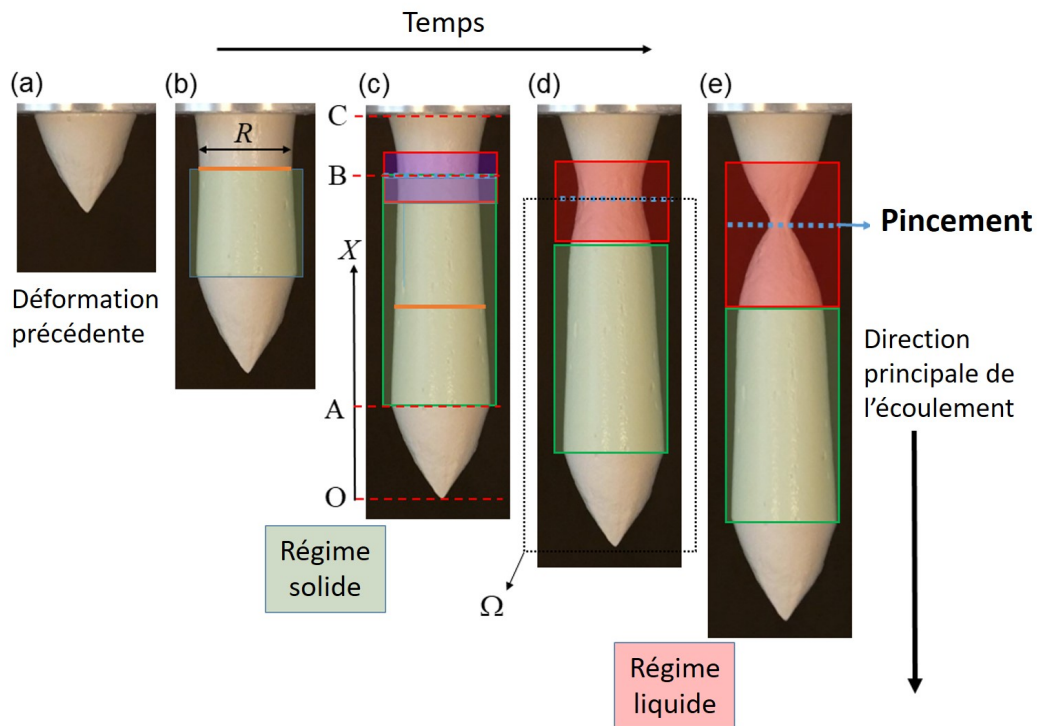 Temps
(a)
(b)
(c)
(d)
(e)
R
C
B
X
A
O
Déformation
précédente
Pincement
Direction
principale de
l'écoulement
Régime
solide
Ω
Régime
liquide